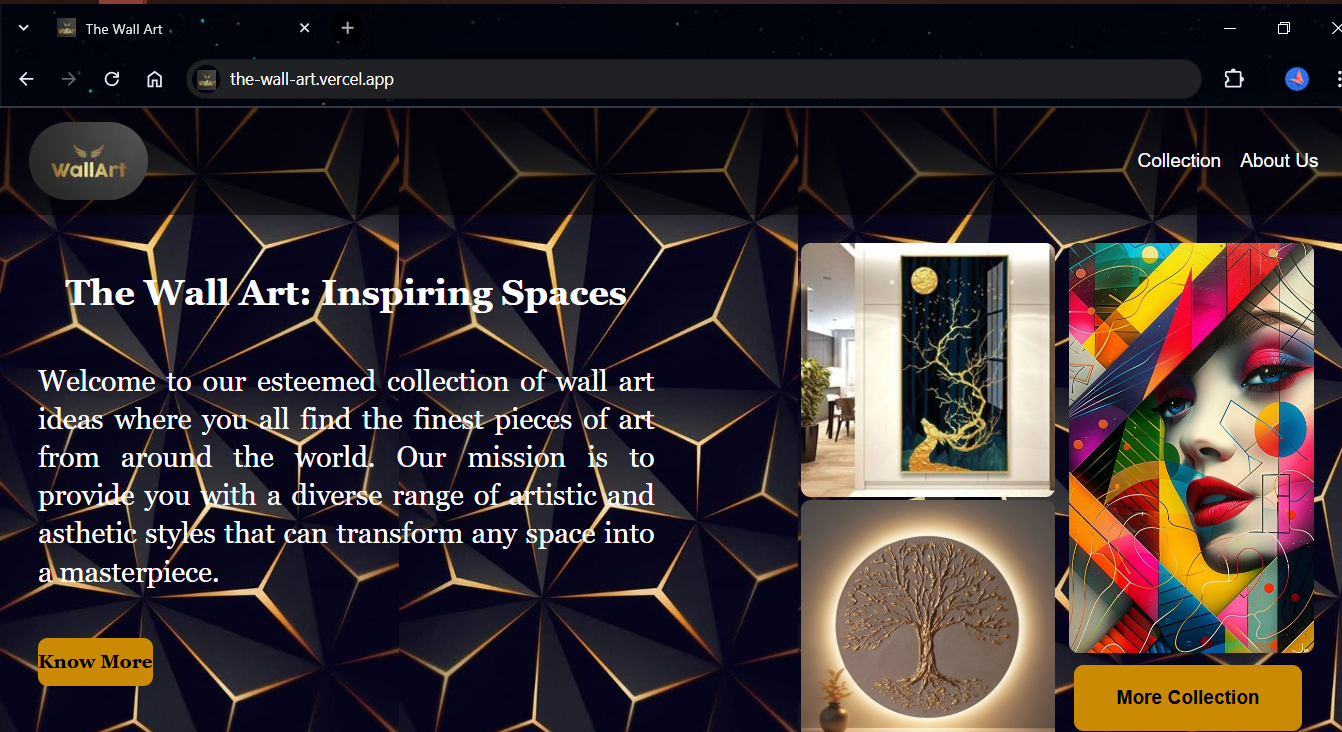 The Wall Art
the-wall-art.vercel.app
WallArt
Collection About Us
The Wall Art: Inspiring Spaces
Welcome to our esteemed collection of wall art
ideas where you all find the finest pieces of art
from around the world. Our mission is to
provide you with a diverse range of artistic and
asthetic styles that can transform any space into
a masterpiece.
Know More
More Collection